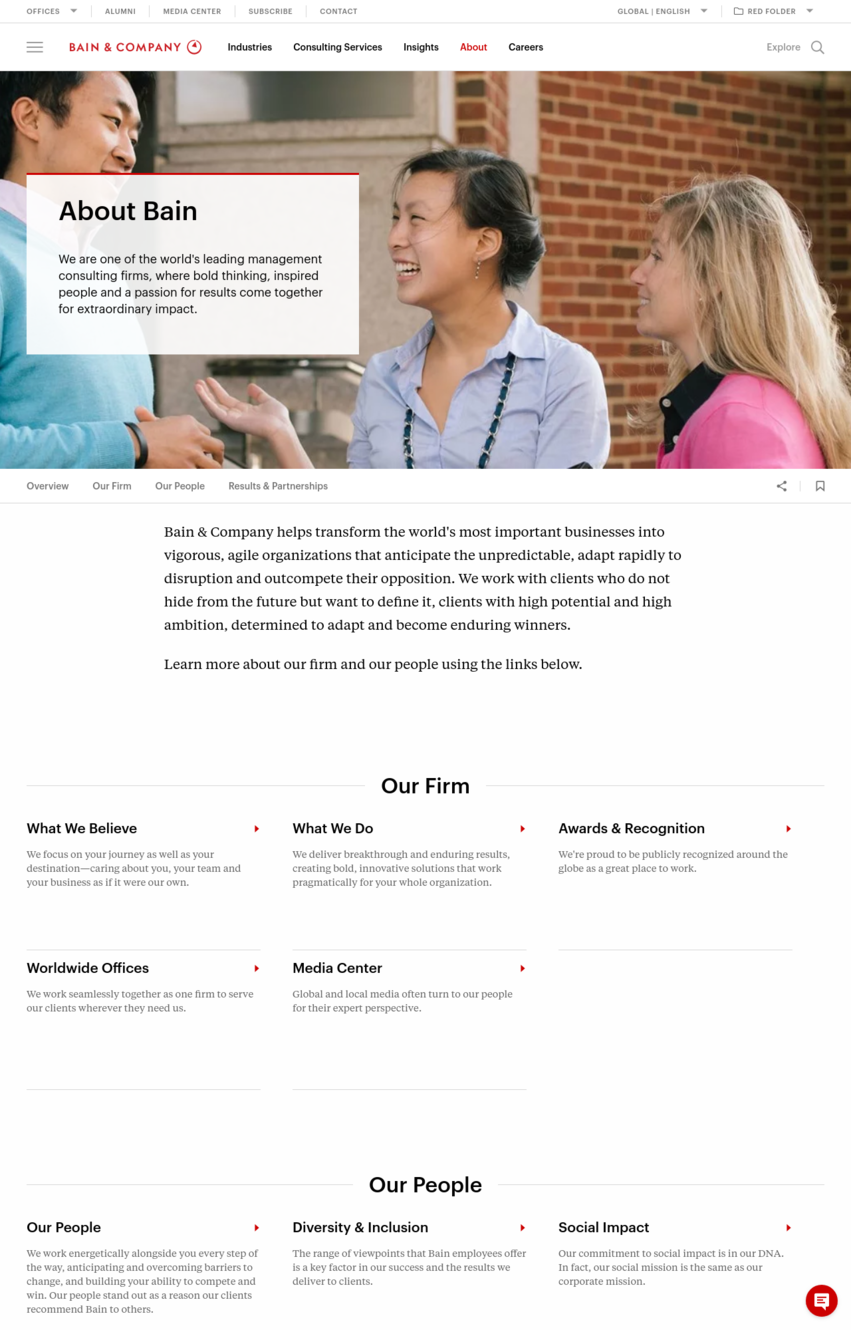 OFFICES
ALUMNI
MEDIA CENTER
SUBSCRIBE
CONTACT
GLOBAL | ENGLISH
RED FOLDER
BAIN & COMPANY
Industries
Consulting Services
Insights
About
Careers
Explore
About Bain
We are one of the world's leading management
consulting firms, where bold thinking, inspired
people and a passion for results come together
for extraordinary impact.
Overview
Our Firm
Our People
Results & Partnerships
Bain & Company helps transform the world's most important businesses into
vigorous, agile organizations that anticipate the unpredictable, adapt rapidly to
disruption and outcompete their opposition. We work with clients who do not
hide from the future but want to define it, clients with high potential and high
ambition, determined to adapt and become enduring winners.
Learn more about our firm and our people using the links below.
Our Firm
What We Believe
We focus on your journey as well as your
destination—caring about you, your team and
your business as if it were our own.
What We Do
We deliver breakthrough and enduring results,
creating bold, innovative solutions that work
pragmatically for your whole organization.
Awards & Recognition
We're proud to be publicly recognized around the
globe as a great place to work.
Worldwide Offices
We work seamlessly together as one firm to serve
our clients wherever they need us.
Media Center
Global and local media often turn to our people
for their expert perspective.
Our People
Our People
We work energetically alongside you every step of
the way, anticipating and overcoming barriers to
change, and building your ability to compete and
win. Our people stand out as a reason our clients
recommend Bain to others.
Diversity & Inclusion
The range of viewpoints that Bain employees offer
is a key factor in our success and the results we
deliver to clients.
Social Impact
Our commitment to social impact is in our DNA.
In fact, our social mission is the same as our
corporate mission.